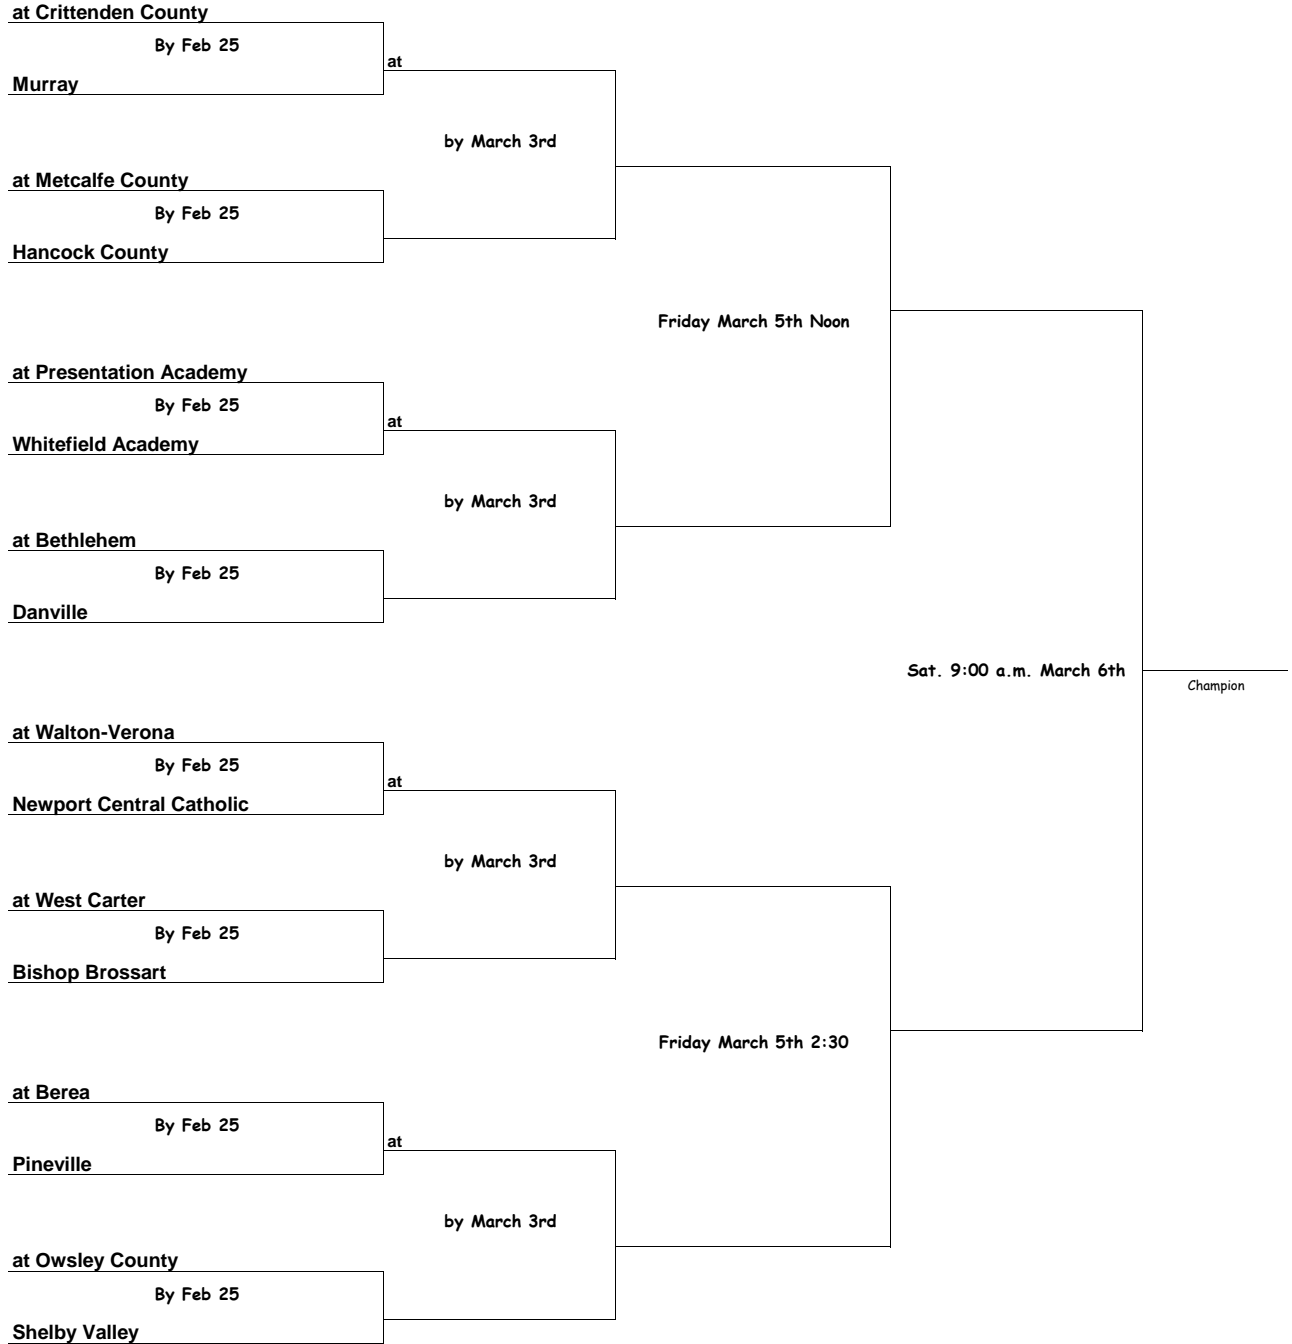 at Crittenden County
By Feb 25
at
Murray
by March 3rd
at Metcalfe County
By Feb 25
Hancock County
Friday March 5th Noon
at Presentation Academy
By Feb 25
at
Whitefield Academy
by March 3rd
at Bethlehem
By Feb 25
Danville
Sat. 9:00 a.m. March 6th
Champion
at Walton-Verona
By Feb 25
at
Newport Central Catholic
by March 3rd
at West Carter
By Feb 25
Bishop Brossart
Friday March 5th 2:30
at Berea
By Feb 25
at
Pineville
by March 3rd
at Owsley County
By Feb 25
Shelby Valley